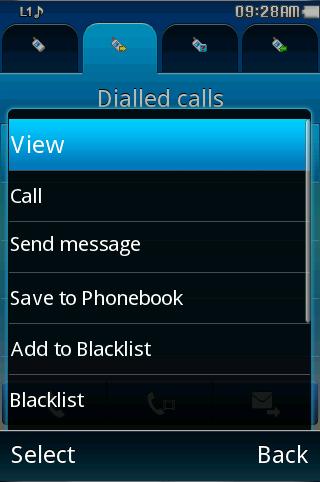 L1
09:28AM
Dialled calls
View
Call
Send message
Save to Phonebook
Add to Blacklist
Blacklist
Select Back